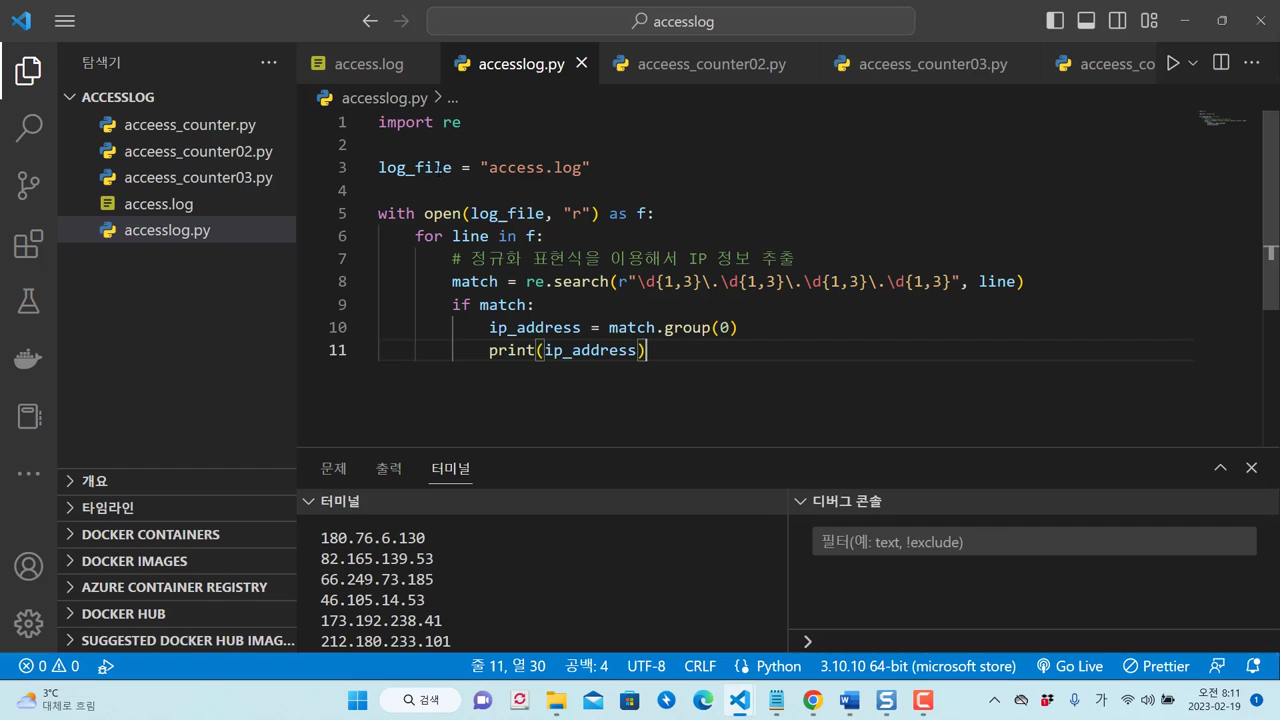 accesslog
탐색기
access.log
accesslog.py
acceess_counter02.py
acceess_counter03.py
acceess_co
ACCESSLOG
acceess_counter.py
acceess_counter02.py
acceess_counter03.py
access.log
accesslog.py
accesslog.py > ...
1 import re
2
3 log_file = "access.log"
4
5 with open(log_file, "r") as f:
6 for line in f:
7 # 정규화 표현식을 이용해서 IP 정보 추출
8 match = re.search(r"\d{1,3}\.\d{1,3}\.\d{1,3}\.\d{1,3}", line)
9 if match:
10 ip_address = match.group(0)
11 print(ip_address)
개요
타임라인
DOCKER CONTAINERS
DOCKER IMAGES
AZURE CONTAINER REGISTRY
DOCKER HUB
SUGGESTED DOCKER HUB IMAG...
문제 출력 터미널
터미널
180.76.6.130
82.165.139.53
66.249.73.185
46.105.14.53
173.192.238.41
212.180.233.101
디버그 콘솔
필터(예: text, !exclude)
0 0 줄 11, 열 30 공백: 4 UTF-8 CRLF Python 3.10.10 64-bit (microsoft store) Go Live Prettier
3°C
대체로 흐림
검색
가
오전 8:11
2023-02-19
1